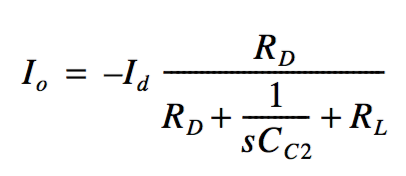 I_o = -I_d \frac{R_D}{R_D + \frac{1}{sC_{C2}} + R_L}